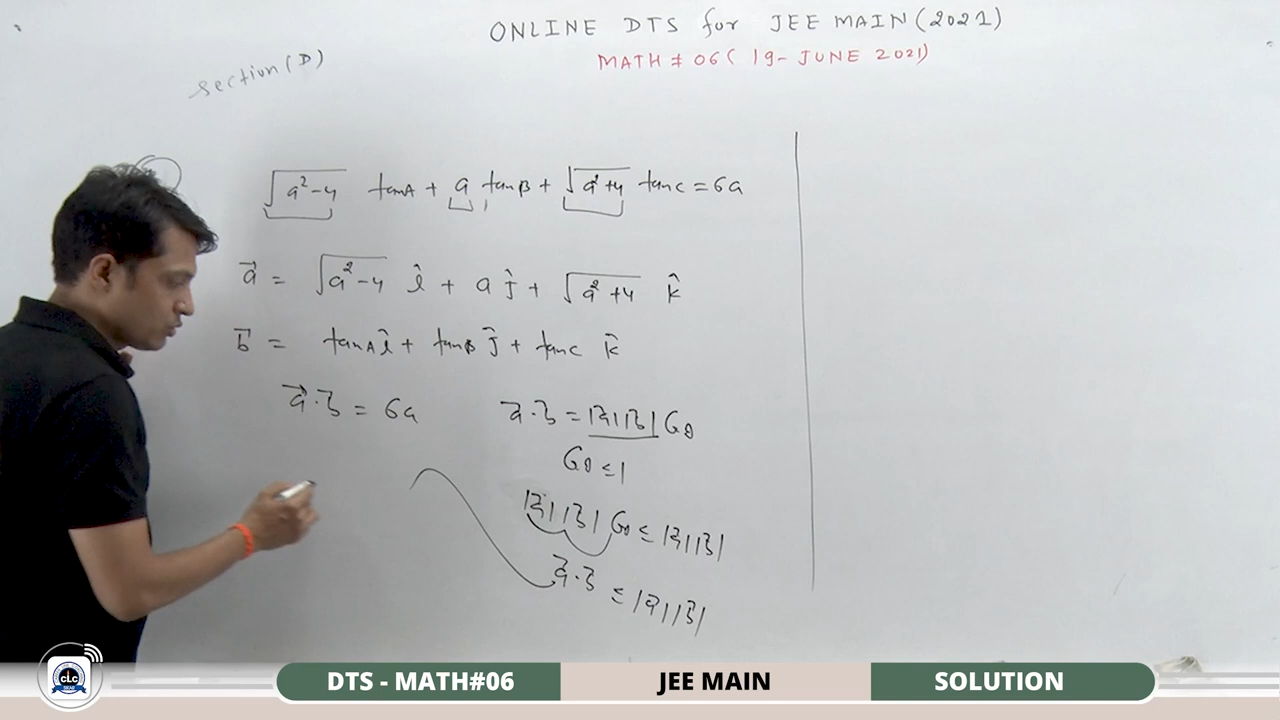 ONLINE DTS for JEE MAIN (2021)
MATH # 06 ( 19- JUNE 2021)
section (D)
√(a²-4) tanA + a tanB + √(a²+4) tanC = 6a
a⃗ = √(a²-4) î + a ĵ + √(a²+4) k̂
b⃗ = tanA î + tanB ĵ + tanC k̂
a⃗·b⃗ = 6a
a⃗·b⃗ = |a⃗||b⃗| Cosθ
Cosθ ≤ 1
|a⃗||b⃗| Cosθ ≤ |a⃗||b⃗|
a⃗·b⃗ ≤ |a⃗||b⃗|
CLC
SIKAR
DTS - MATH#06
JEE MAIN
SOLUTION